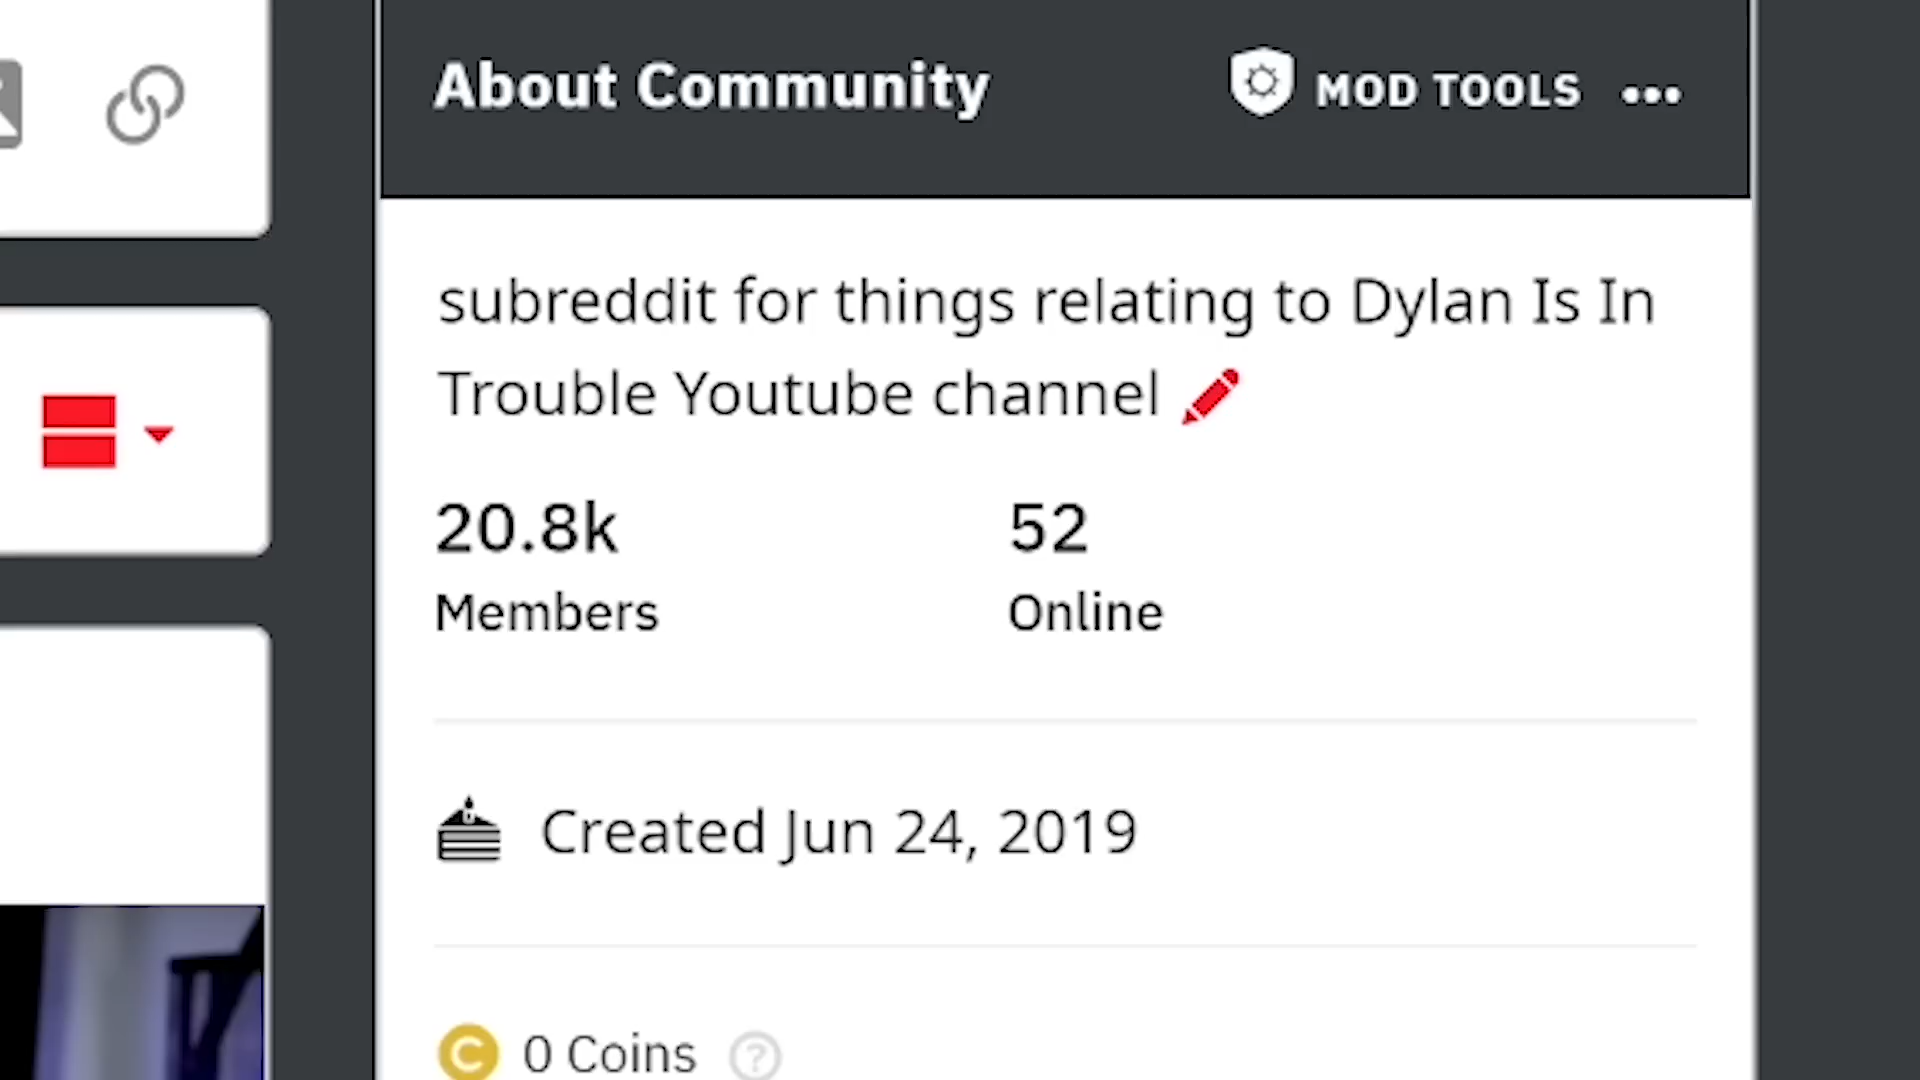 About Community
MOD TOOLS
subreddit for things relating to Dylan Is In
Trouble Youtube channel
20.8k
52
Members
Online
Created Jun 24, 2019
0 Coins